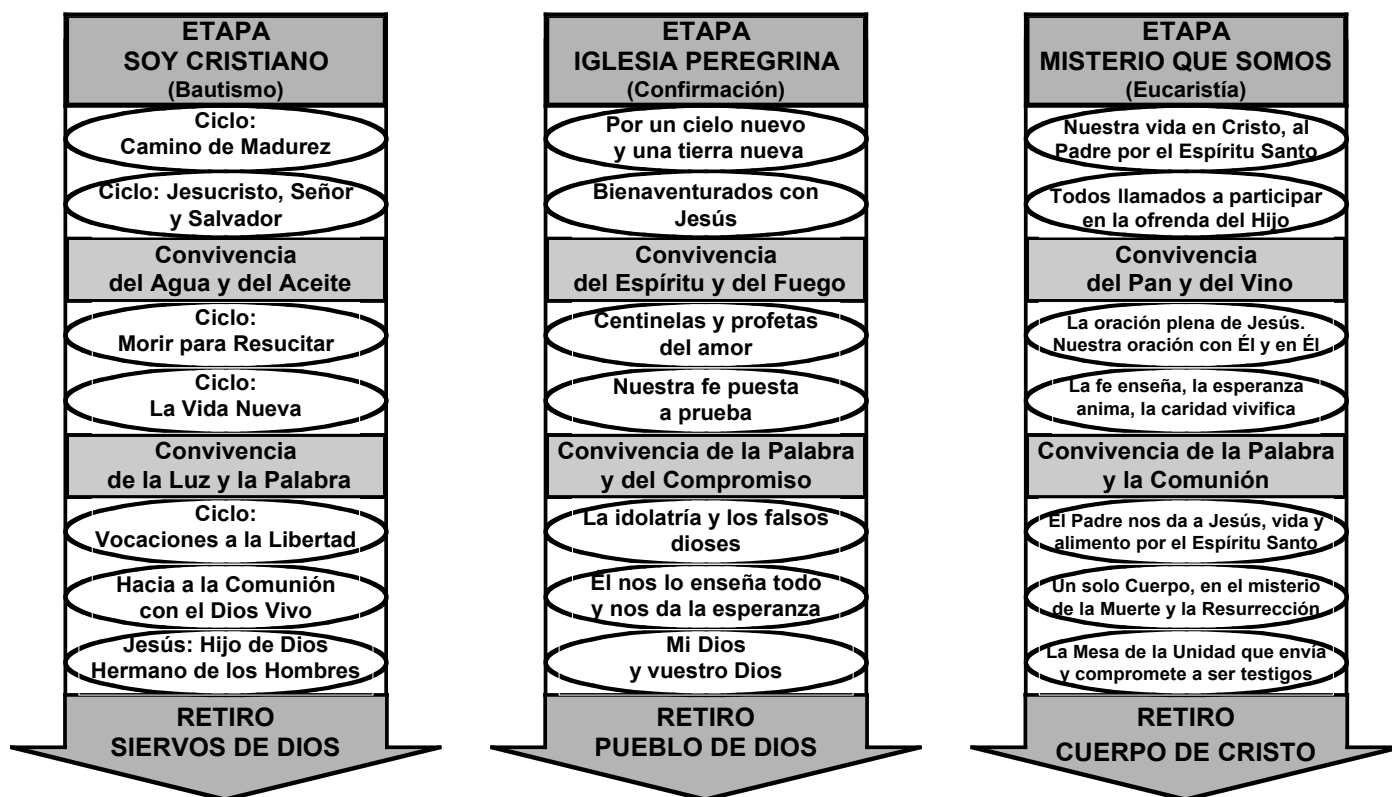 ETAPA
SOY CRISTIANO
(Bautismo)
Ciclo:
Camino de Madurez
Ciclo: Jesucristo, Señor
y Salvador
Convivencia
del Agua y del Aceite
Ciclo:
Morir para Resucitar
Ciclo:
La Vida Nueva
Convivencia
de la Luz y la Palabra
Ciclo:
Vocaciones a la Libertad
Hacia a la Comunión
con el Dios Vivo
Jesús: Hijo de Dios
Hermano de los Hombres
RETIRO
SIERVOS DE DIOS
ETAPA
IGLESIA PEREGRINA
(Confirmación)
Por un cielo nuevo
y una tierra nueva
Bienaventurados con
Jesús
Convivencia
del Espíritu y del Fuego
Centinelas y profetas
del amor
Nuestra fe puesta
a prueba
Convivencia de la Palabra
y del Compromiso
La idolatría y los falsos
dioses
Él nos lo enseña todo
y nos da la esperanza
Mi Dios
y vuestro Dios
RETIRO
PUEBLO DE DIOS
ETAPA
MISTERIO QUE SOMOS
(Eucaristía)
Nuestra vida en Cristo, al
Padre por el Espíritu Santo
Todos llamados a participar
en la ofrenda del Hijo
Convivencia
del Pan y del Vino
La oración plena de Jesús.
Nuestra oración con Él y en Él
La fe enseña, la esperanza
anima, la caridad vivifica
Convivencia de la Palabra
y la Comunión
El Padre nos da a Jesús, vida y
alimento por el Espíritu Santo
Un solo Cuerpo, en el misterio
de la Muerte y la Resurrección
La Mesa de la Unidad que envía
y compromete a ser testigos
RETIRO
CUERPO DE CRISTO